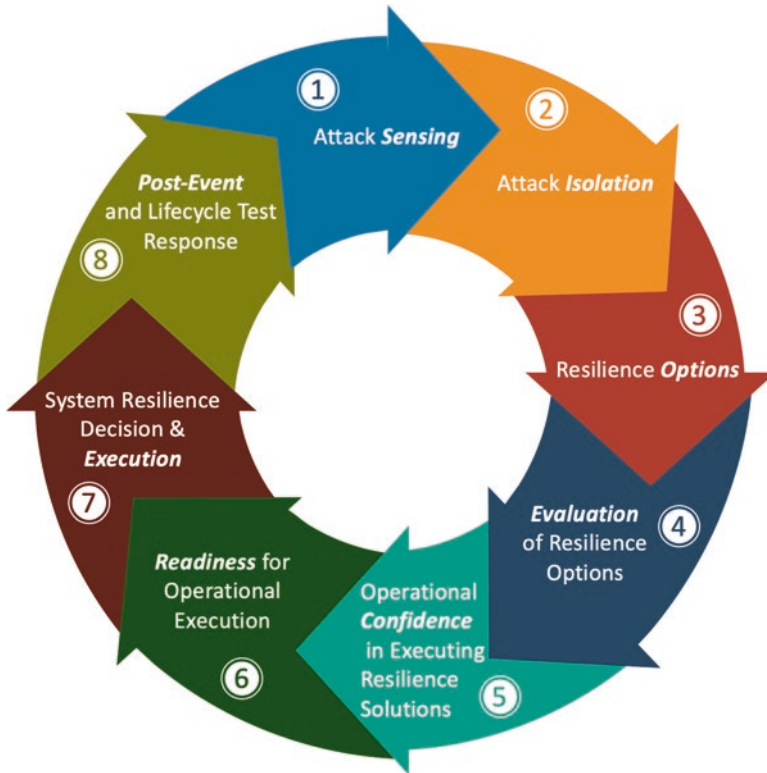 1
Attack Sensing
2
Attack Isolation
3
Resilience Options
4
Evaluation
of Resilience
Options
5
Operational
Confidence
in Executing
Resilience
Solutions
6
Readiness for
Operational
Execution
7
System Resilience
Decision &
Execution
8
Post-Event
and Lifecycle Test
Response